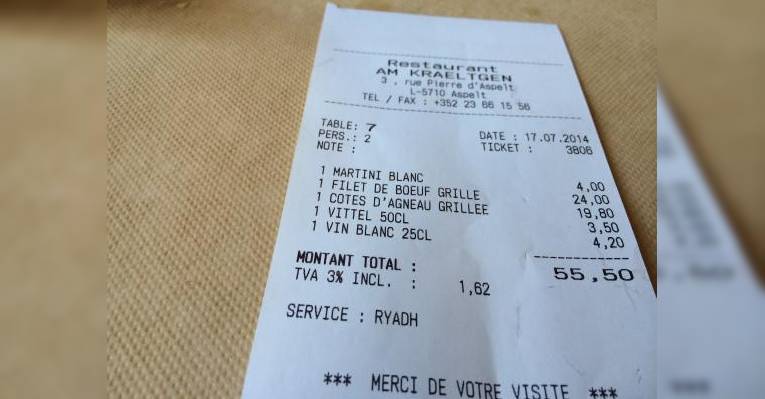 Restaurant
AM KRAELTGEN
3 , rue Pierre d'Aspelt
L-5710 Aspelt
TEL / FAX : +352 23 66 15 56
TABLE: 7
PERS.: 2 DATE : 17.07.2014
NOTE : TICKET : 3806
1 MARTINI BLANC 4,00
1 FILET DE BOEUF GRILLE 24,00
1 COTES D'AGNEAU GRILLEE 19,80
1 VITTEL 50CL 3,50
1 VIN BLANC 25CL 4,20
MONTANT TOTAL : 55,50
TVA 3% INCL. : 1,62
SERVICE : RYADH
*** MERCI DE VOTRE VISITE ***